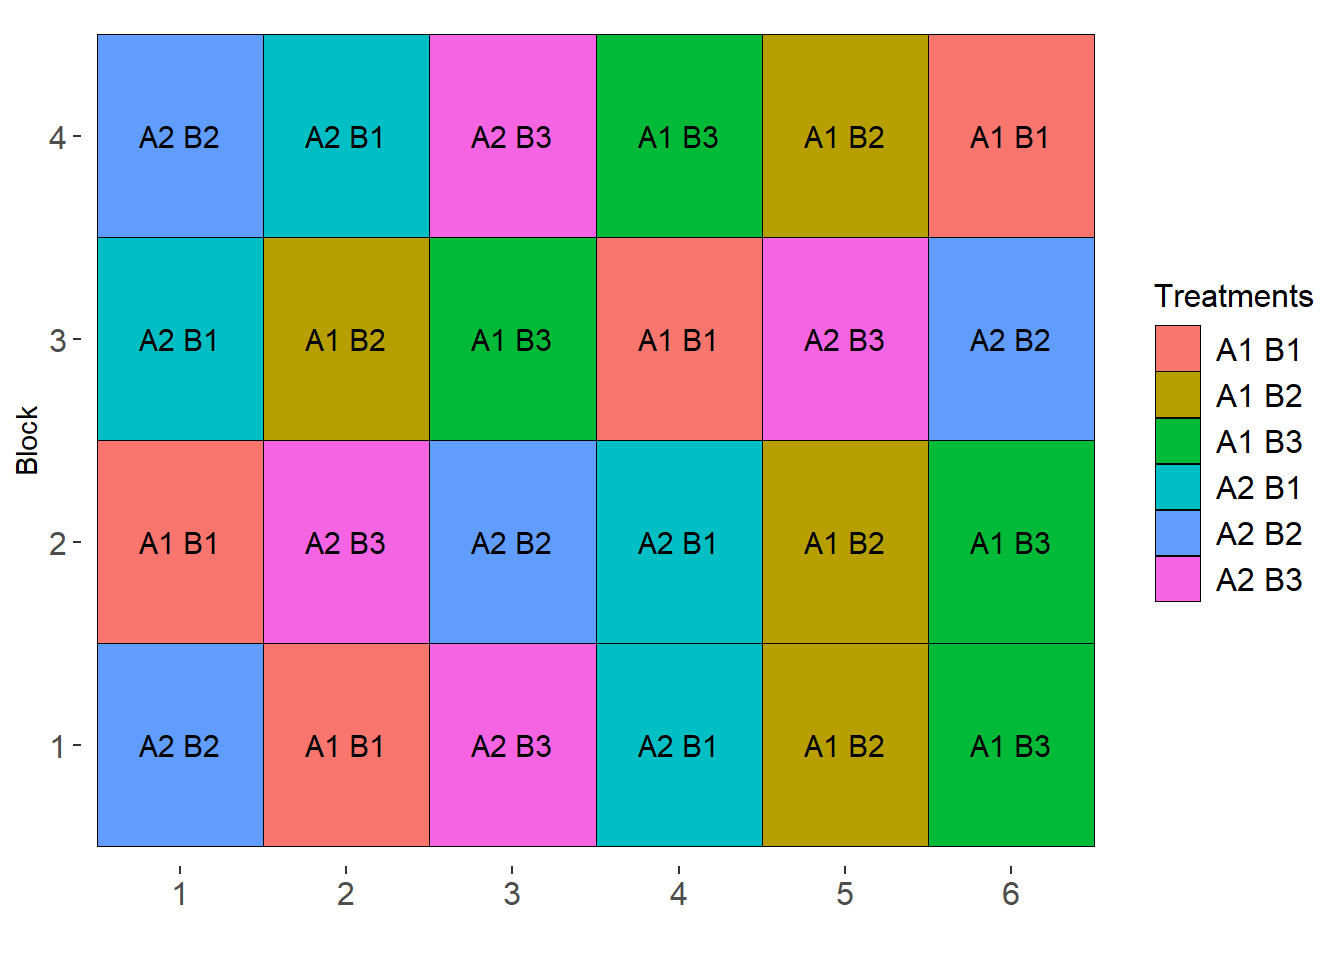 4
A2 B2 A2 B1 A2 B3 A1 B3 A1 B2 A1 B1
3
A2 B1 A1 B2 A1 B3 A1 B1 A2 B3 A2 B2
Block
2
A1 B1 A2 B3 A2 B2 A2 B1 A1 B2 A1 B3
1
A2 B2 A1 B1 A2 B3 A2 B1 A1 B2 A1 B3
1 2 3 4 5 6
Treatments
A1 B1
A1 B2
A1 B3
A2 B1
A2 B2
A2 B3